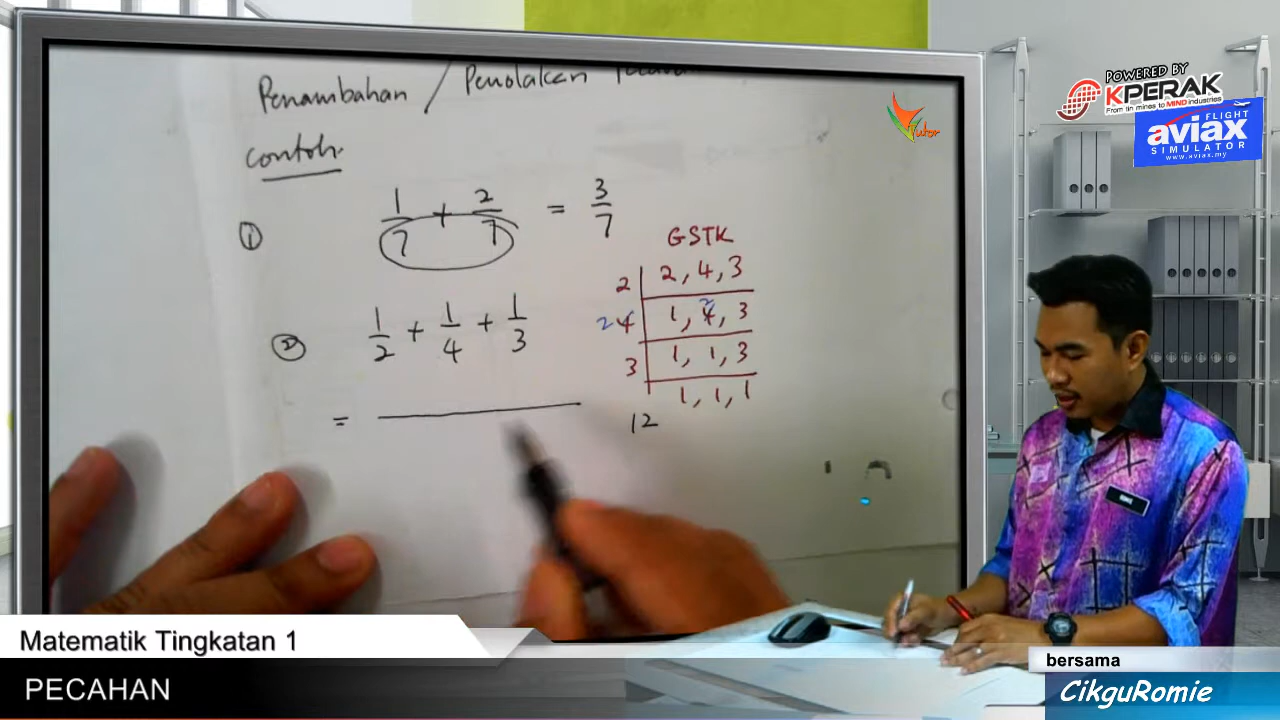 Penambahan / Penolakan
Contoh
① 1/7 + 2/7 = 3/7
② 1/2 + 1/4 + 1/3
=
GSTK
2 | 2, 4, 3
2 4 | 1, 4 2, 3
3 | 1, 1, 3
1, 1, 1
12
Tutor
POWERED BY
KPERAK
From tin mines to MIND industries
FLIGHT
aviax
SIMULATOR
www.aviax.my
Matematik Tingkatan 1
PECAHAN
bersama
CikguRomie